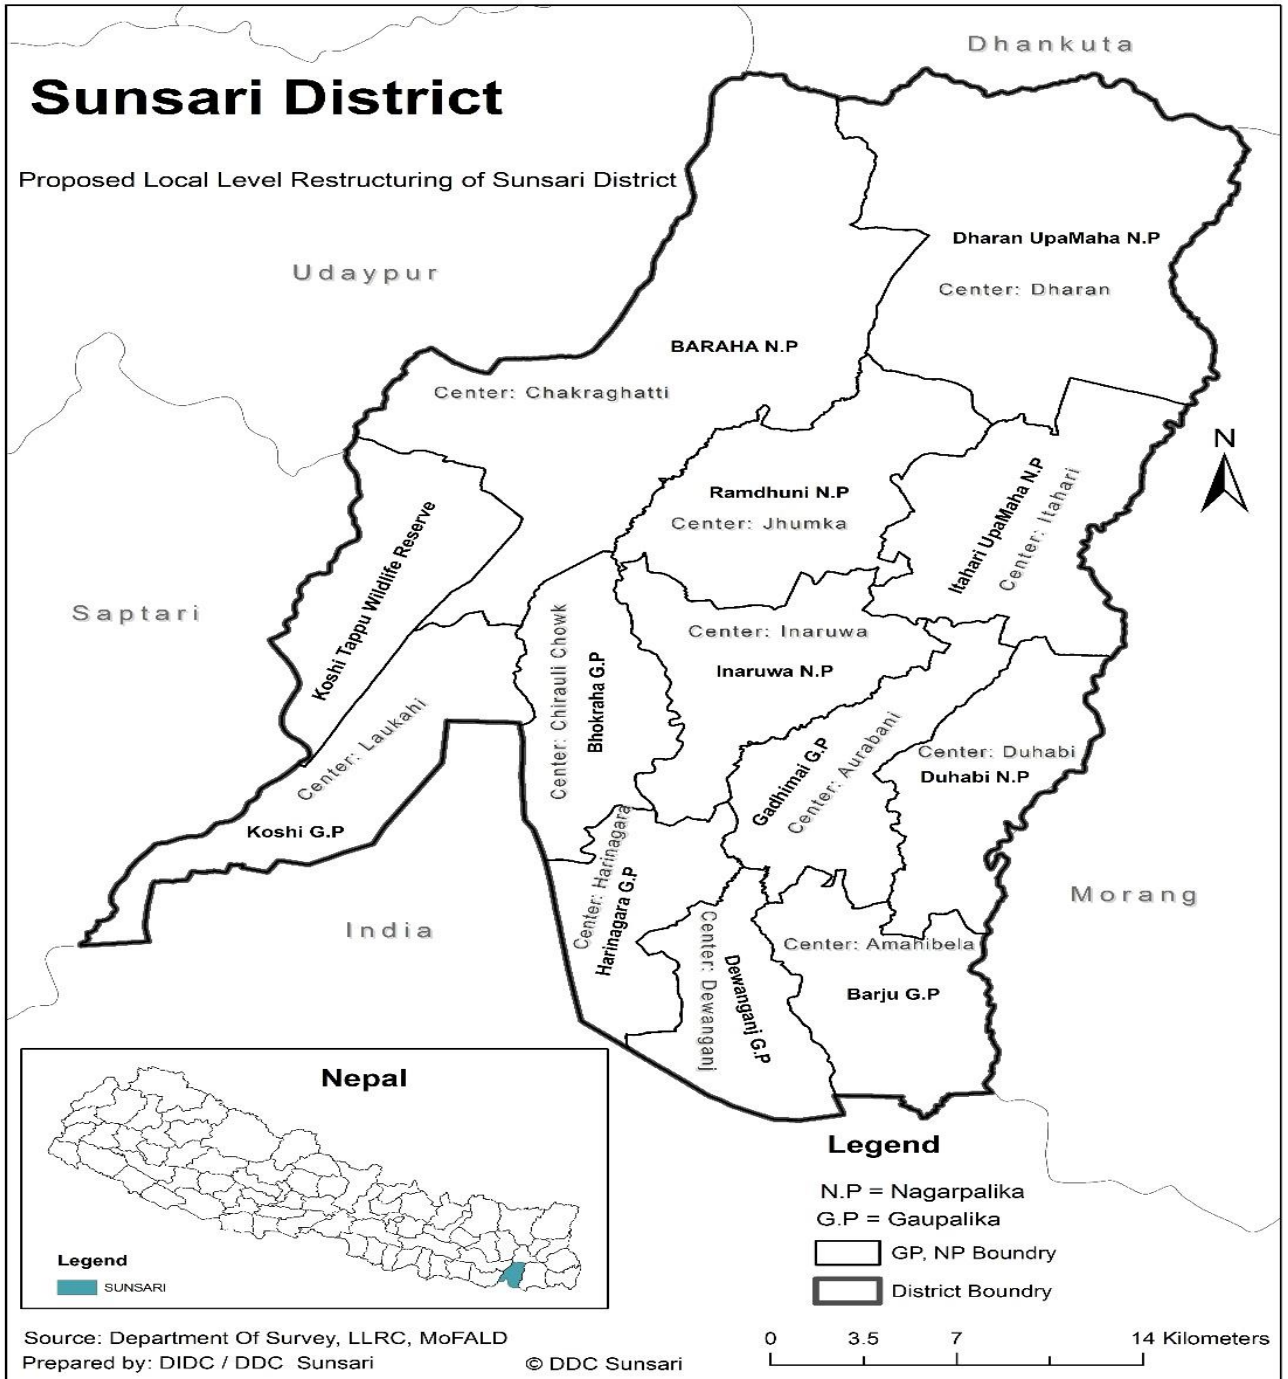 Dhankuta
Sunsari District
Proposed Local Level Restructuring of Sunsari District
Udaypur
Dharan UpaMaha N.P
Center: Dharan
BARAHA N.P
Center: Chakraghatti
N
Ramdhuni N.P
Center: Jhumka
Itahari UpaMaha N.P
Center: Itahari
Koshi Tappu Wildlife Reserve
Saptari
Center: Inaruwa
Inaruwa N.P
Center: Chirauli Chowk
Bhokraha G.P
Center: Laukahi
Koshi G.P
Gadhimai G.P
Center: Aurabani
Center: Duhabi
Duhabi N.P
Center: Harinagara
Harinagara G.P
Morang
India
Center: Dewanganj
Dewanganj G.P
Center: Amahibela
Barju G.P
Nepal
Legend
SUNSARI
Legend
N.P = Nagarpalika
G.P = Gaupalika
GP, NP Boundry
District Boundry
Source: Department Of Survey, LLRC, MoFALD
Prepared by: DIDC / DDC Sunsari
© DDC Sunsari
0 3.5 7 14 Kilometers